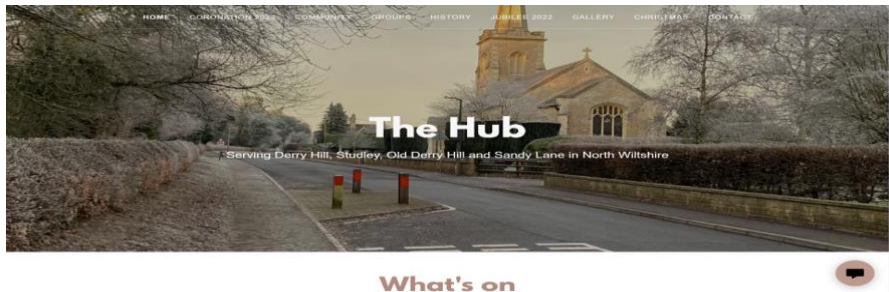 HOME CORONATION 2023 COMMUNITY GROUPS HISTORY JUBILEE 2022 GALLERY CHRISTMAS CONTACT
The Hub
Serving Derry Hill, Studley, Old Derry Hill and Sandy Lane in North Wiltshire
What's on